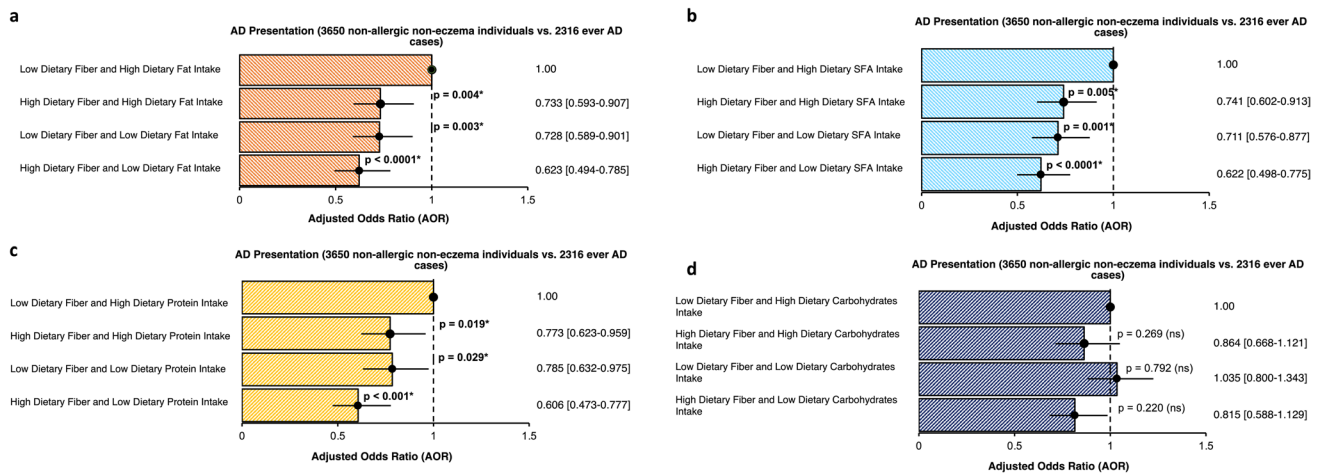 a
AD Presentation (3650 non-allergic non-eczema individuals vs. 2316 ever AD
cases)
Low Dietary Fiber and High Dietary Fat Intake
1.00
p = 0.004*
High Dietary Fiber and High Dietary Fat Intake
0.733 [0.593-0.907]
p = 0.003*
Low Dietary Fiber and Low Dietary Fat Intake
0.728 [0.589-0.901]
p < 0.0001*
High Dietary Fiber and Low Dietary Fat Intake
0.623 [0.494-0.785]
0 0.5 1 1.5
Adjusted Odds Ratio (AOR)
b
AD Presentation (3650 non-allergic non-eczema individuals vs. 2316 ever AD
cases)
Low Dietary Fiber and High Dietary SFA Intake
1.00
p = 0.005*
High Dietary Fiber and High Dietary SFA Intake
0.741 [0.602-0.913]
p = 0.001*
Low Dietary Fiber and Low Dietary SFA Intake
0.711 [0.576-0.877]
p < 0.0001*
High Dietary Fiber and Low Dietary SFA Intake
0.622 [0.498-0.775]
0 0.5 1 1.5
Adjusted Odds Ratio (AOR)
c
AD Presentation (3650 non-allergic non-eczema individuals vs. 2316 ever AD
cases)
Low Dietary Fiber and High Dietary Protein Intake
1.00
p = 0.019*
High Dietary Fiber and High Dietary Protein Intake
0.773 [0.623-0.959]
p = 0.029*
Low Dietary Fiber and Low Dietary Protein Intake
0.785 [0.632-0.975]
p < 0.001*
High Dietary Fiber and Low Dietary Protein Intake
0.606 [0.473-0.777]
0 0.5 1 1.5
Adjusted Odds Ratio (AOR)
d
AD Presentation (3650 non-allergic non-eczema individuals vs. 2316 ever AD
cases)
Low Dietary Fiber and High Dietary Carbohydrates
Intake
1.00
p = 0.269 (ns)
High Dietary Fiber and High Dietary Carbohydrates
Intake
0.864 [0.668-1.121]
p = 0.792 (ns)
Low Dietary Fiber and Low Dietary Carbohydrates
Intake
1.035 [0.800-1.343]
p = 0.220 (ns)
High Dietary Fiber and Low Dietary Carbohydrates
Intake
0.815 [0.588-1.129]
0 0.5 1 1.5
Adjusted Odds Ratio (AOR)